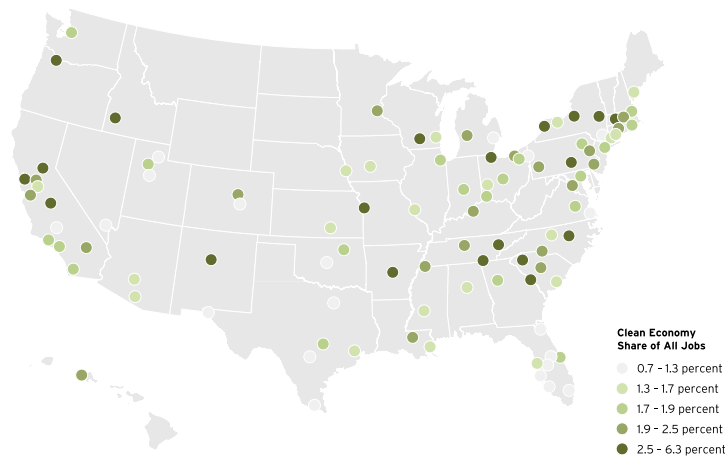 Clean Economy
Share of All Jobs
0.7 – 1.3 percent
1.3 – 1.7 percent
1.7 – 1.9 percent
1.9 – 2.5 percent
2.5 – 6.3 percent